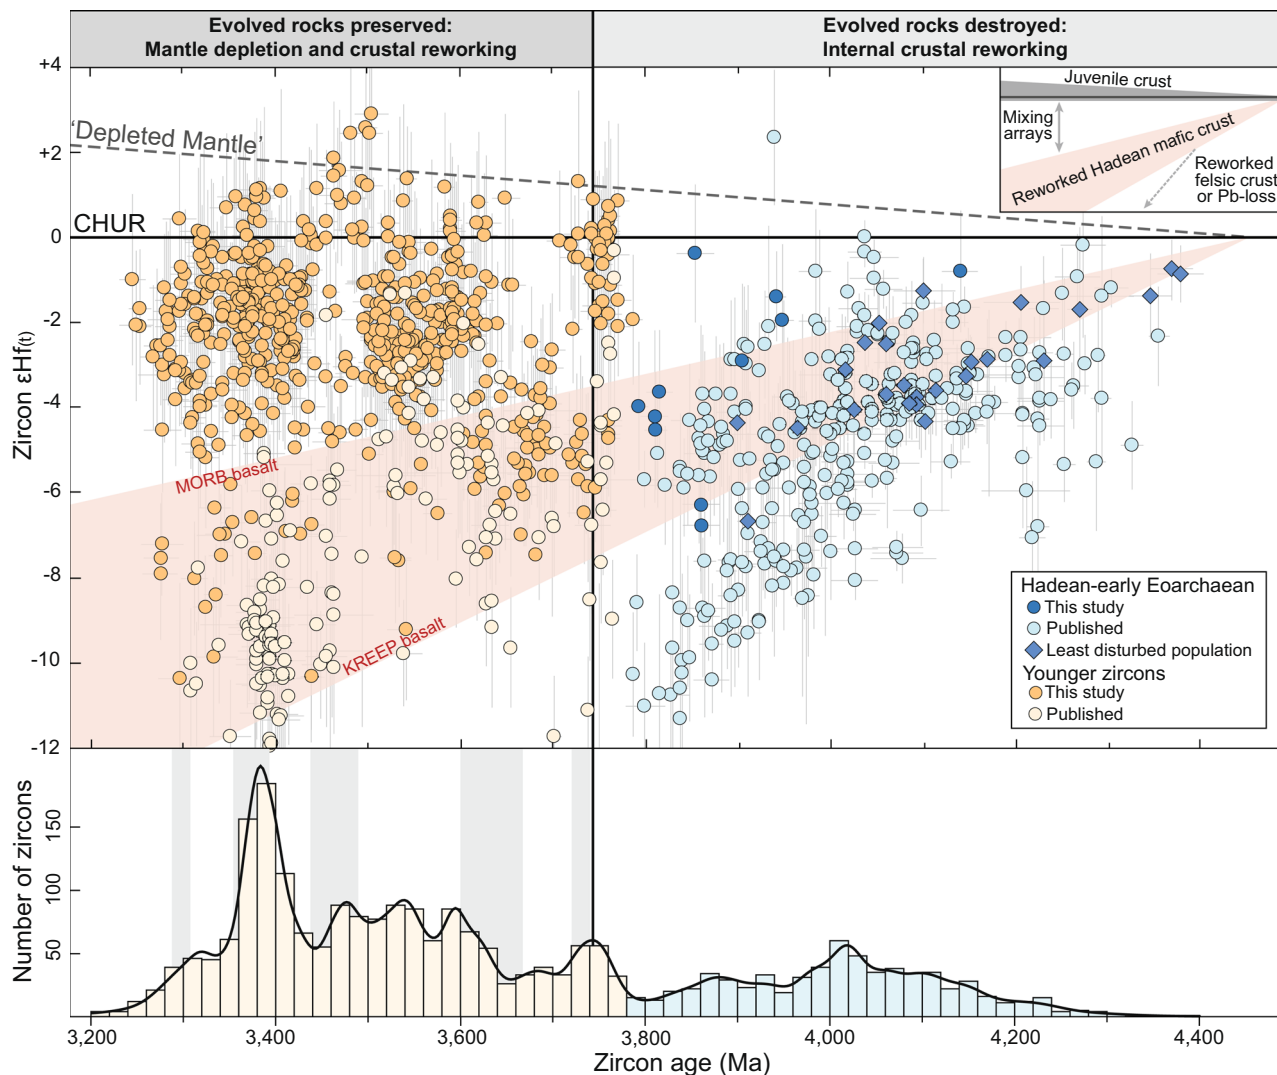 Evolved rocks preserved:
Mantle depletion and crustal reworking
Evolved rocks destroyed:
Internal crustal reworking
+4
+2
0
-2
-4
-6
-8
-10
-12
Zircon εHf(t)
'Depleted Mantle'
CHUR
MORB basalt
KREEP basalt
Juvenile crust
Mixing
arrays
Reworked Hadean mafic crust
Reworked
felsic crust
or Pb-loss
Hadean-early Eoarchaean
This study
Published
Least disturbed population
Younger zircons
This study
Published
Number of zircons
150
100
50
3,200
3,400
3,600
3,800
4,000
4,200
4,400
Zircon age (Ma)